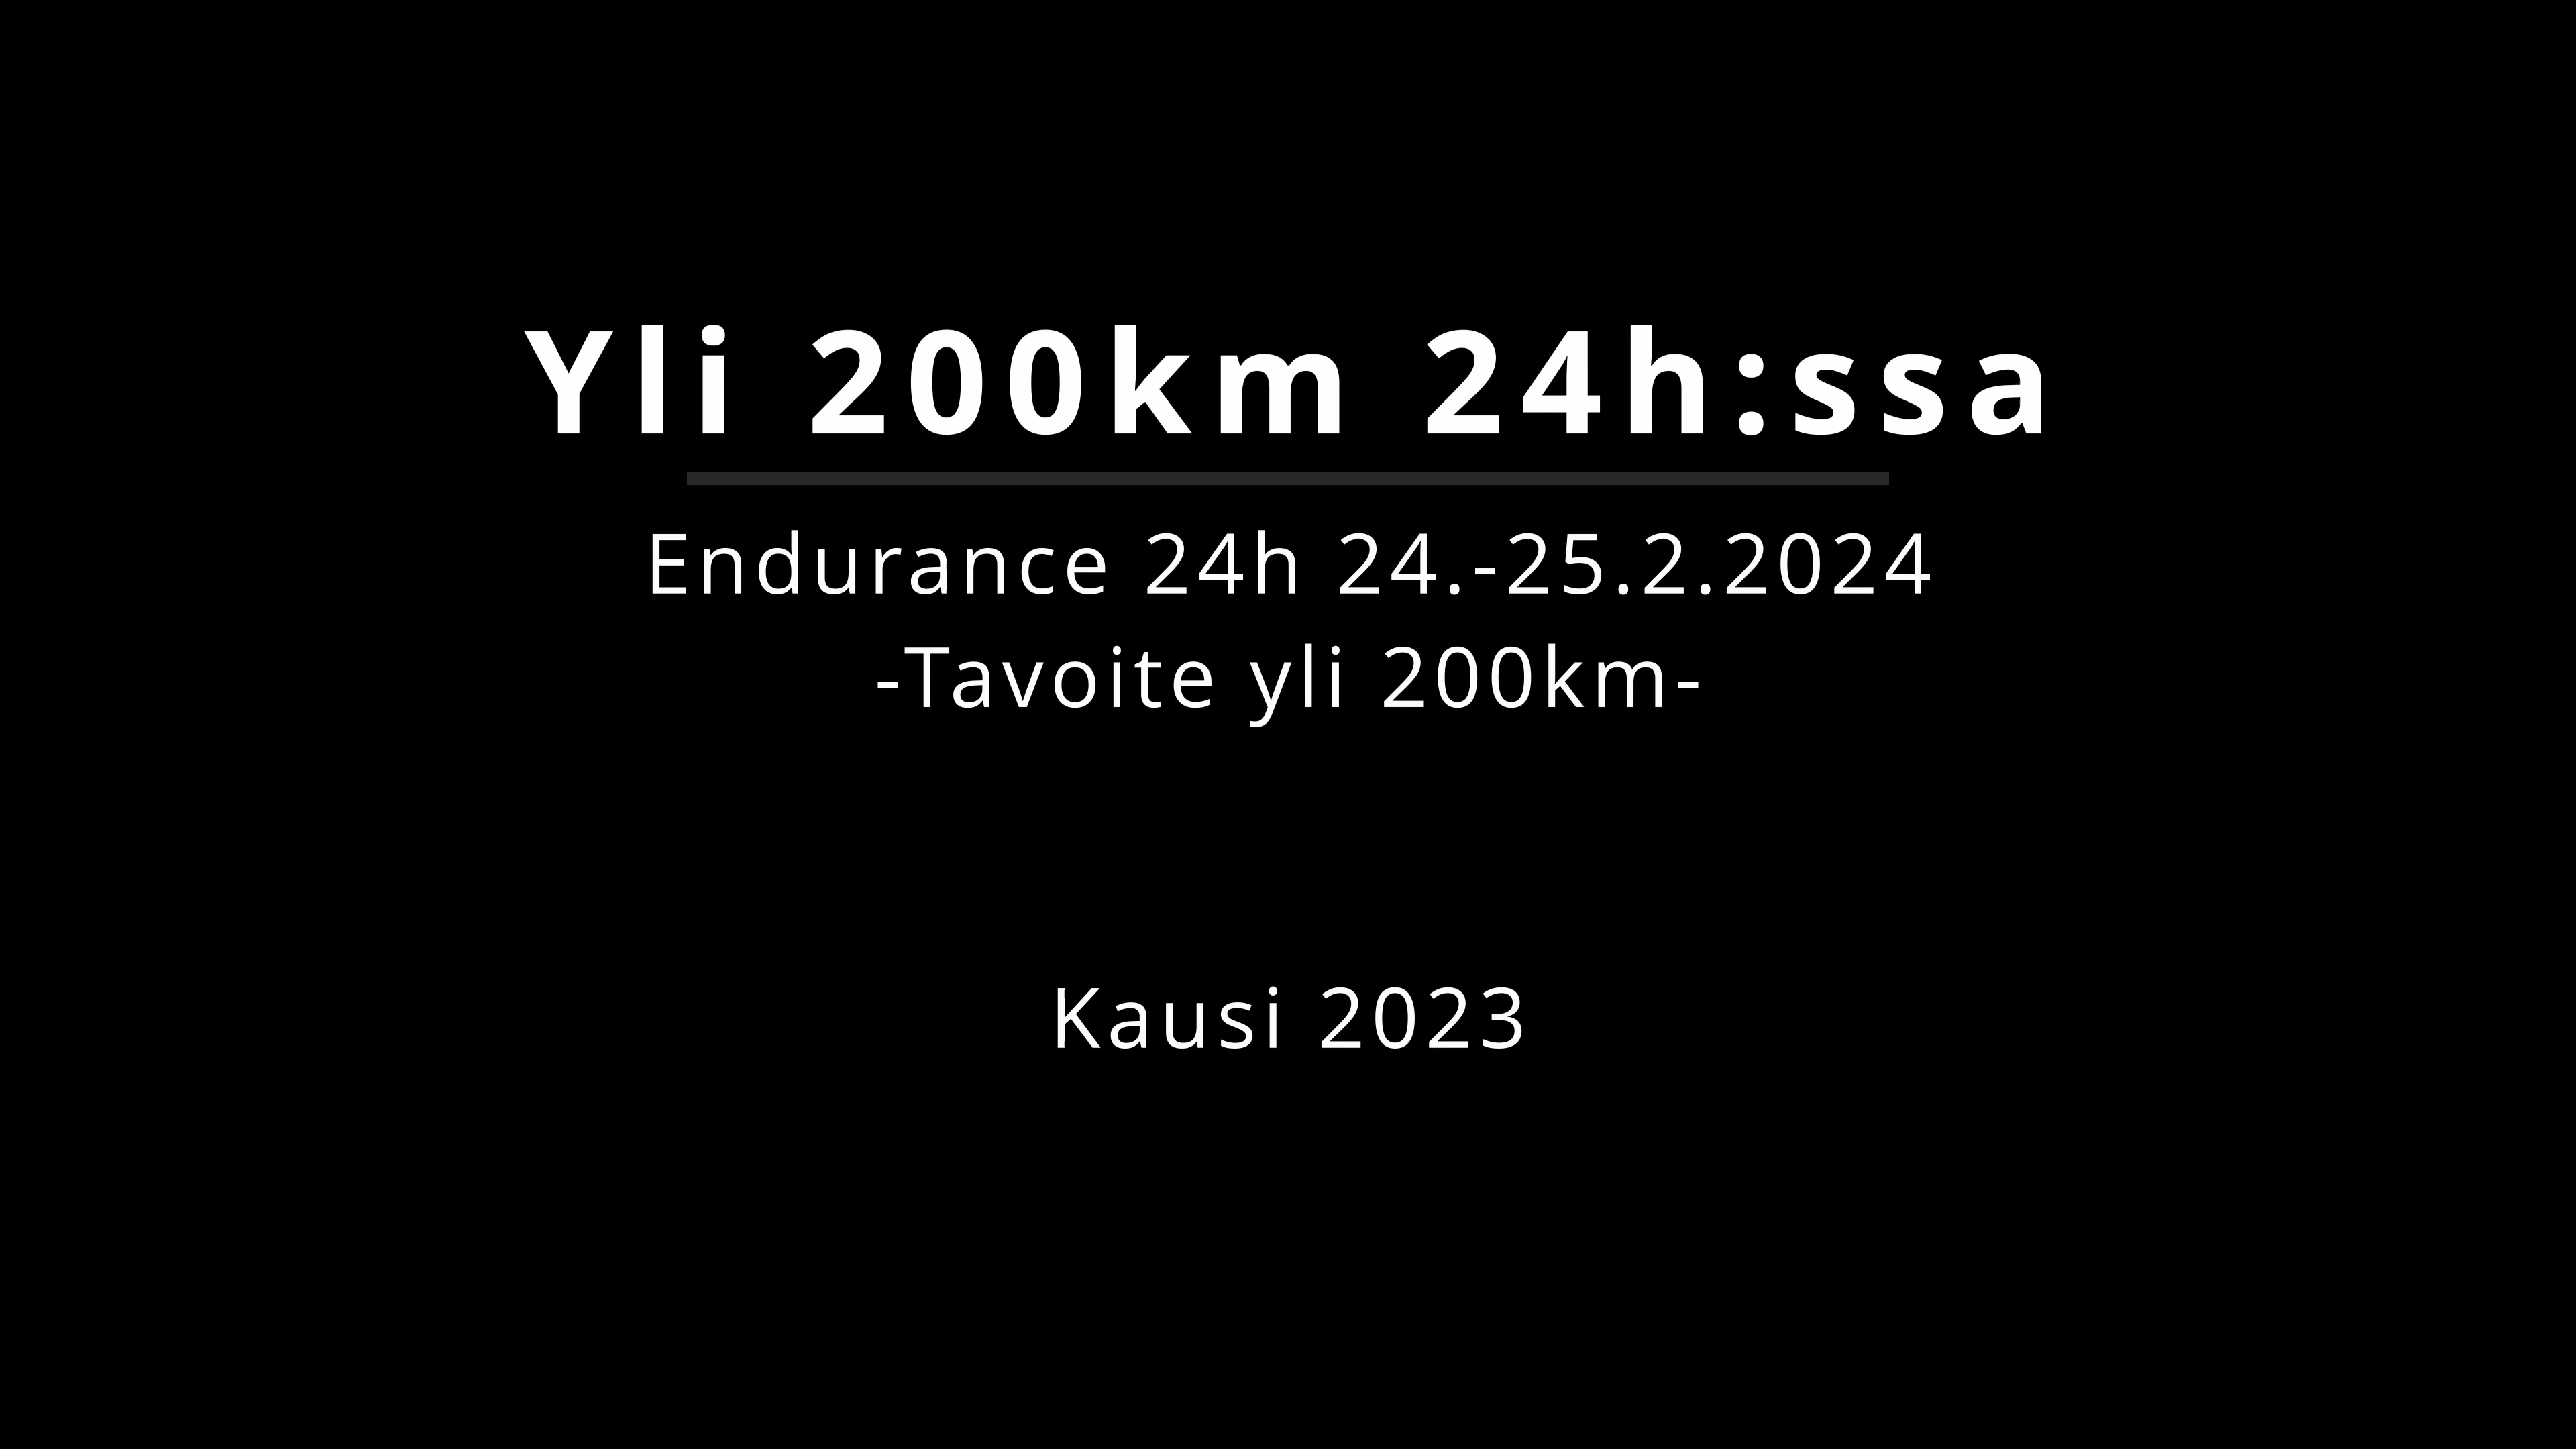 Yli 200km 24h:ssa
Endurance 24h 24.-25.2.2024
-Tavoite yli 200km-
Kausi 2023